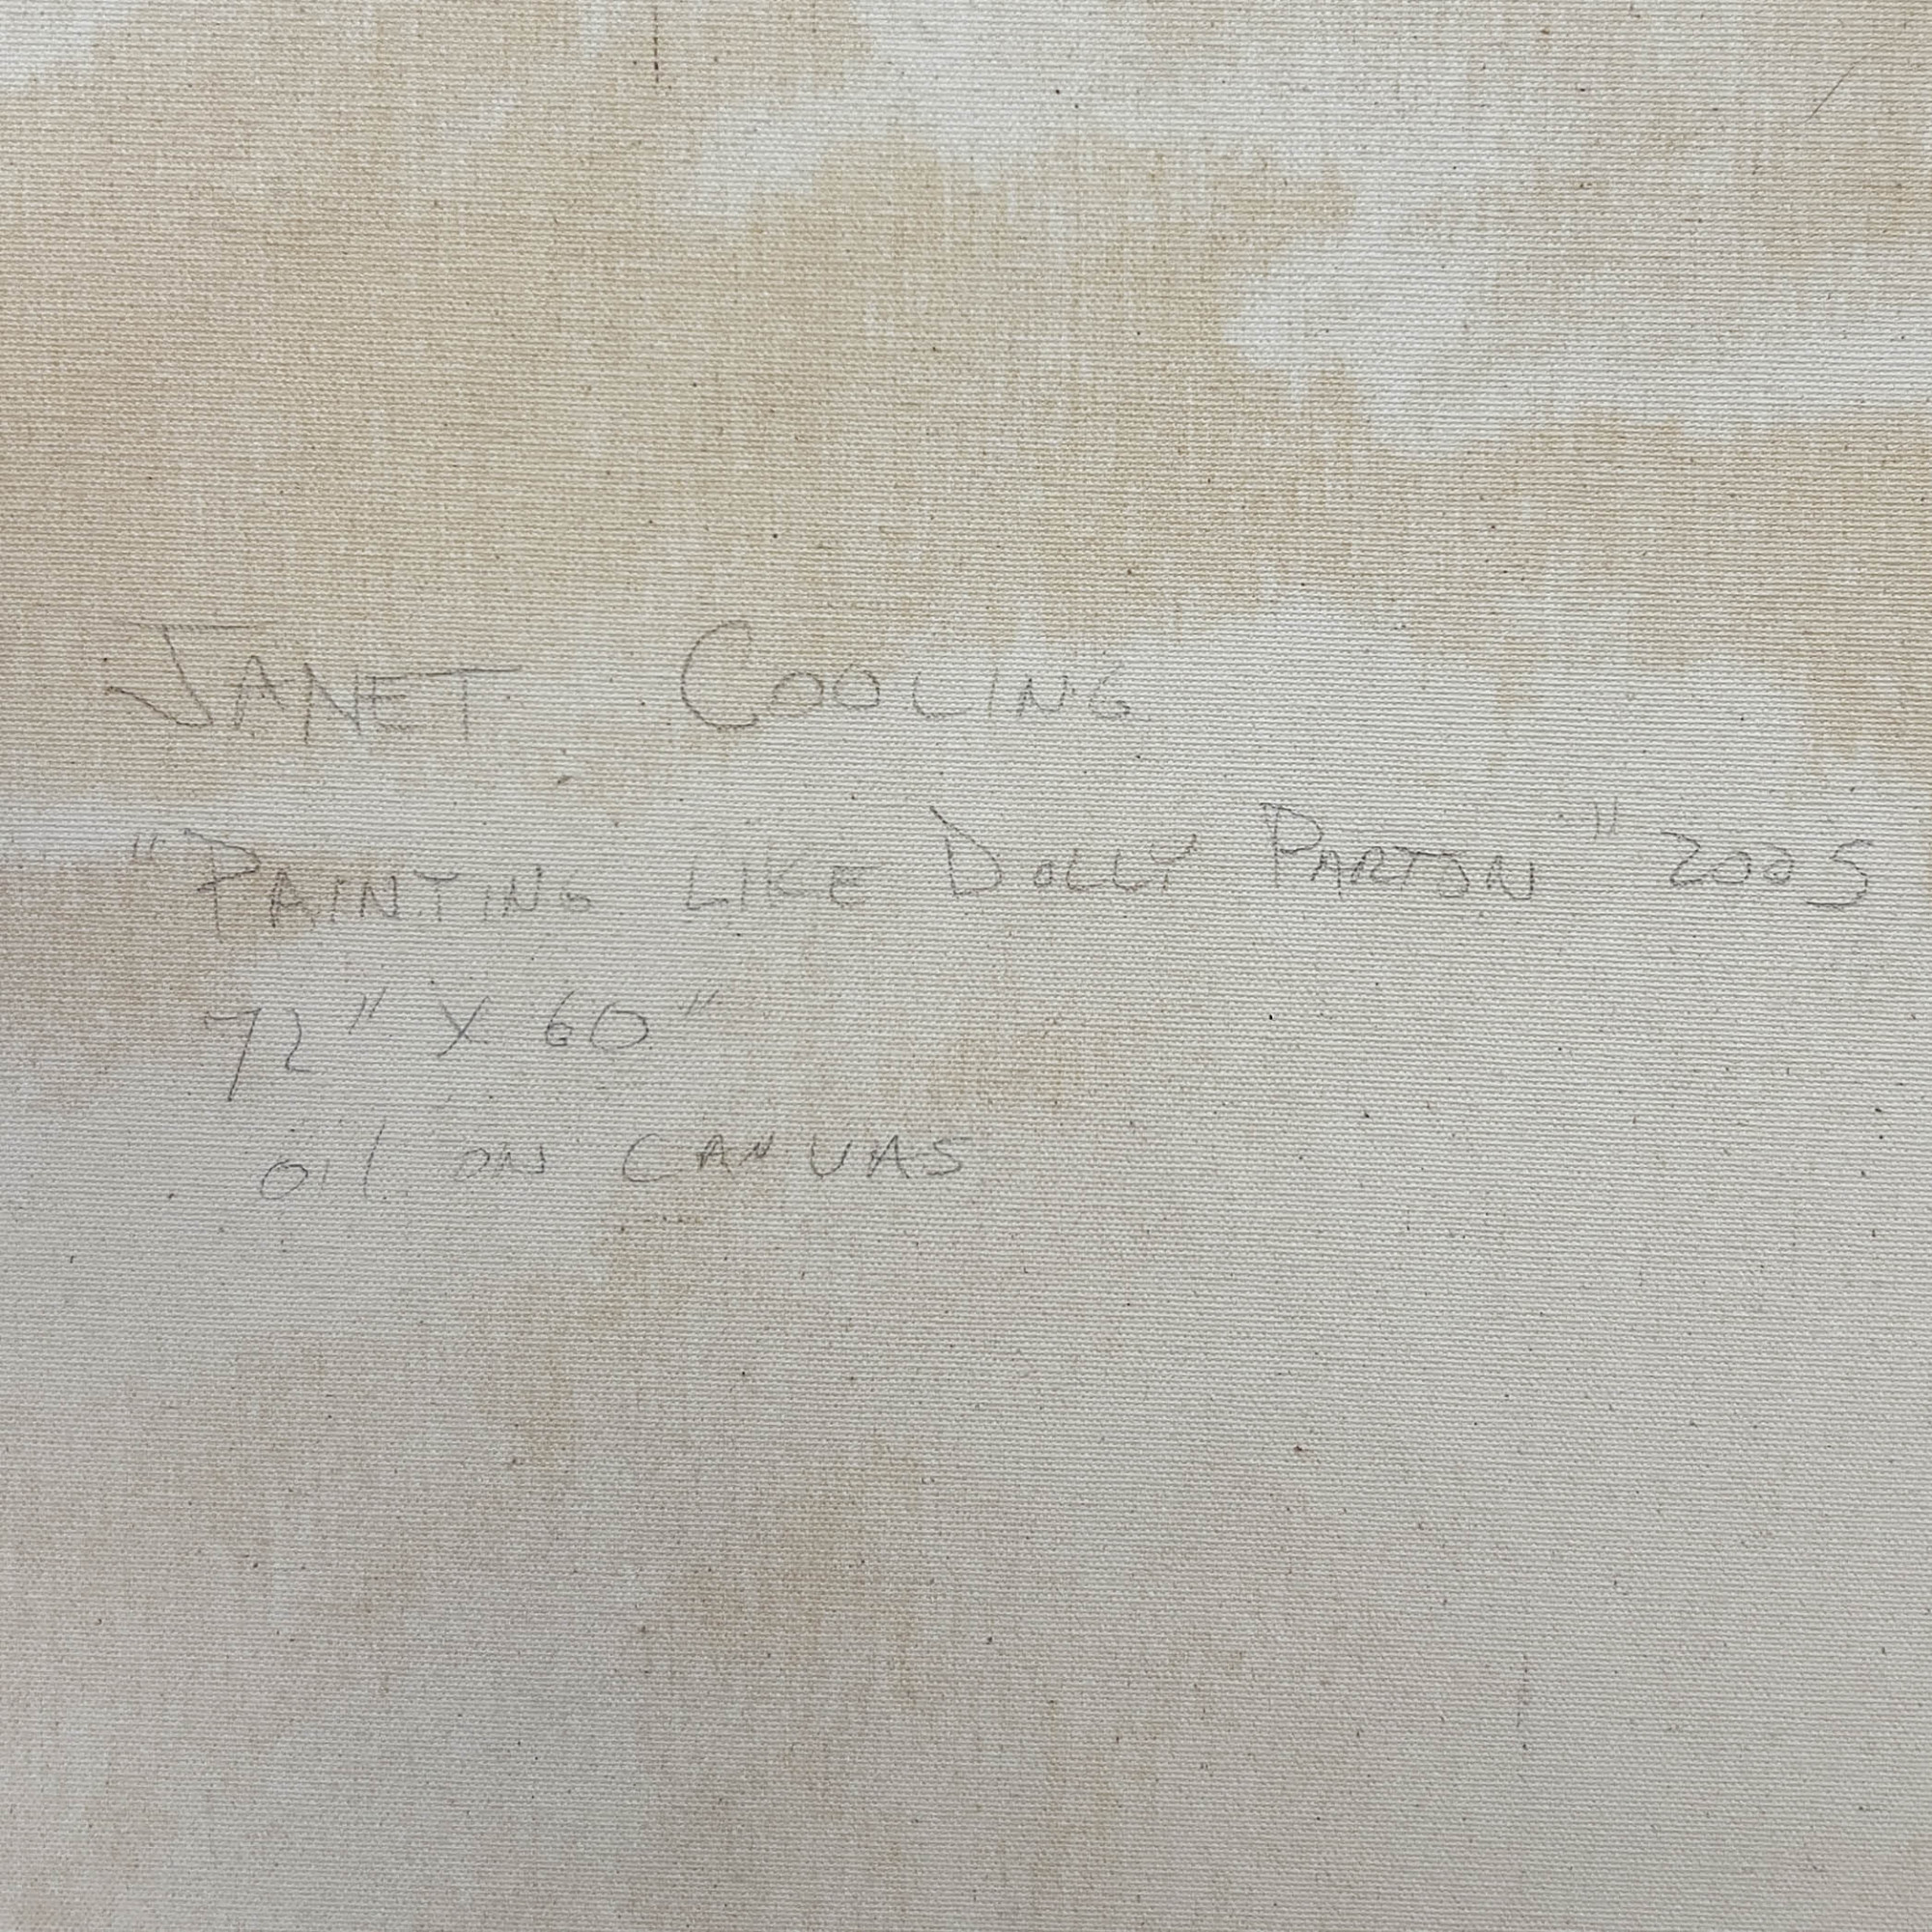 JANET COOLING
"PAINTING LIKE DOLLY PARTON" 2005
72" X 60"
oil ON CANVAS